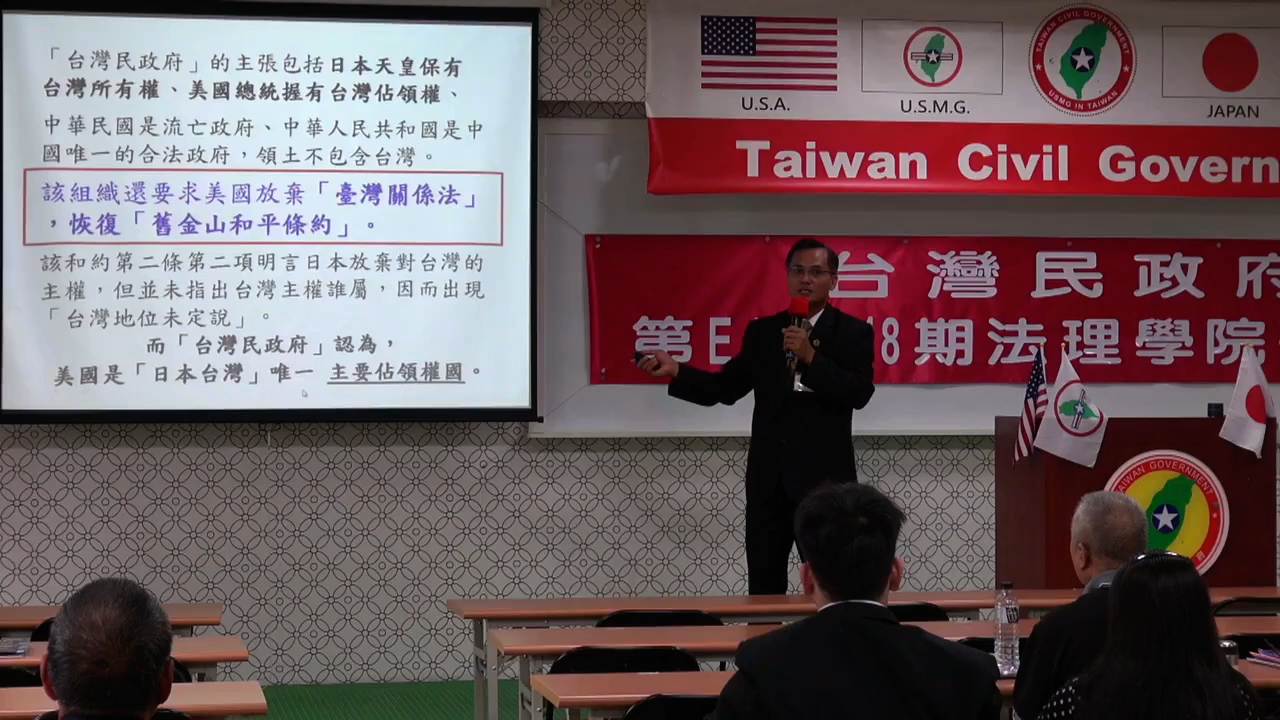 「台灣民政府」的主張包括日本天皇保有
台灣所有權、美國總統握有台灣佔領權、
中華民國是流亡政府、中華人民共和國是中
國唯一的合法政府，領土不包含台灣。
該組織還要求美國放棄「臺灣關係法」
，恢復「舊金山和平條約」。
該和約第二條第二項明言日本放棄對台灣的
主權，但並未指出台灣主權誰屬，因而出現
「台灣地位未定說」。
而「台灣民政府」認為，
美國是「日本台灣」唯一 主要佔領權國。
U.S.A.
U.S.M.G.
TAIWAN CIVIL GOVERNMENT
USMG IN TAIWAN
JAPAN
Taiwan Civil Govern
台灣民政府
第E 48期法理學院
TAIWAN GOVERNMENT
府